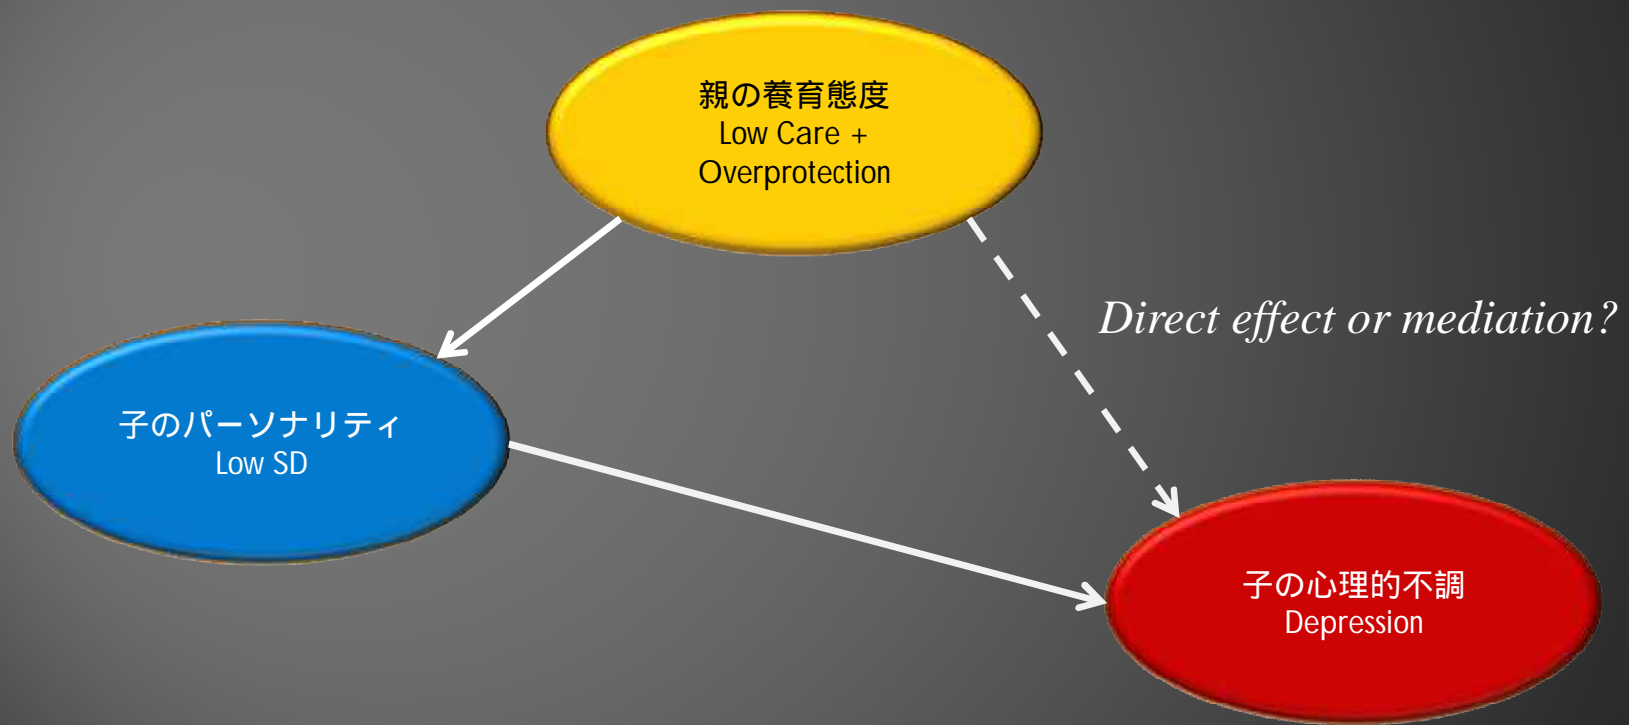 親の養育態度
Low Care +
Overprotection
Direct effect or mediation?
子のパーソナリティ
Low SD
子の心理的不調
Depression